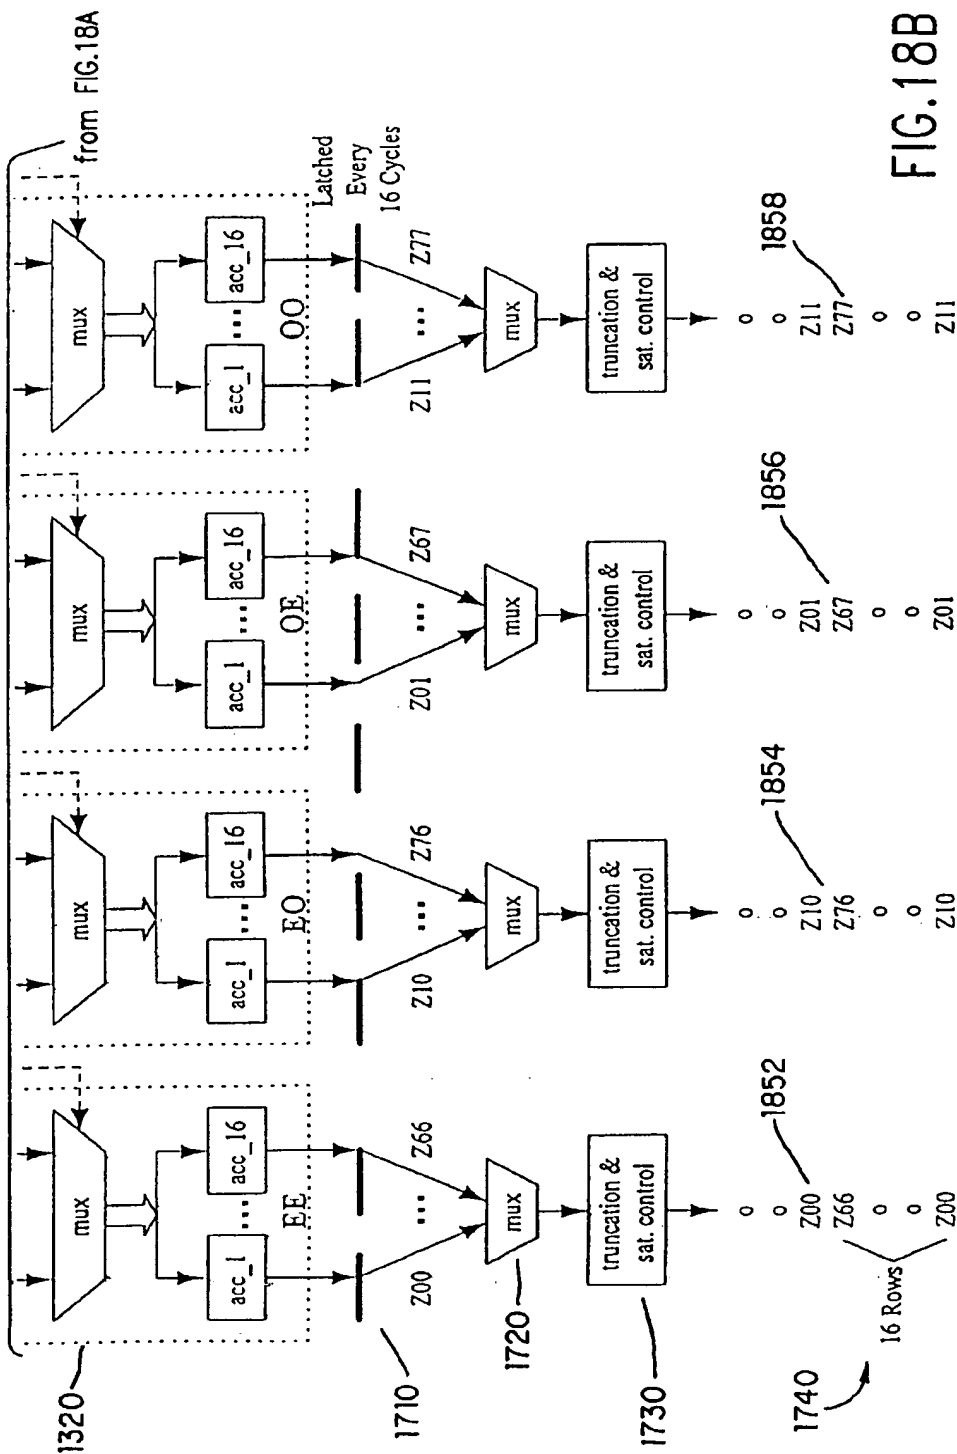 from FIG.18A
1320
mux
mux
mux
mux
acc_1
...
acc_16
acc_1
...
acc_16
acc_1
...
acc_16
acc_1
...
acc_16
EE
EO
OE
OO
Latched
Every
16 Cycles
1710
Z00
...
Z66
Z10
...
Z76
Z01
...
Z67
Z11
...
Z77
1720
mux
mux
mux
mux
1730
truncation &
sat. control
truncation &
sat. control
truncation &
sat. control
truncation &
sat. control
1740
16 Rows
1852
o
o
Z00
Z66
o
o
Z00
1854
o
o
Z10
Z76
o
o
Z10
1856
o
o
Z01
Z67
o
o
Z01
1858
o
o
Z11
Z77
o
o
Z11
FIG.18B